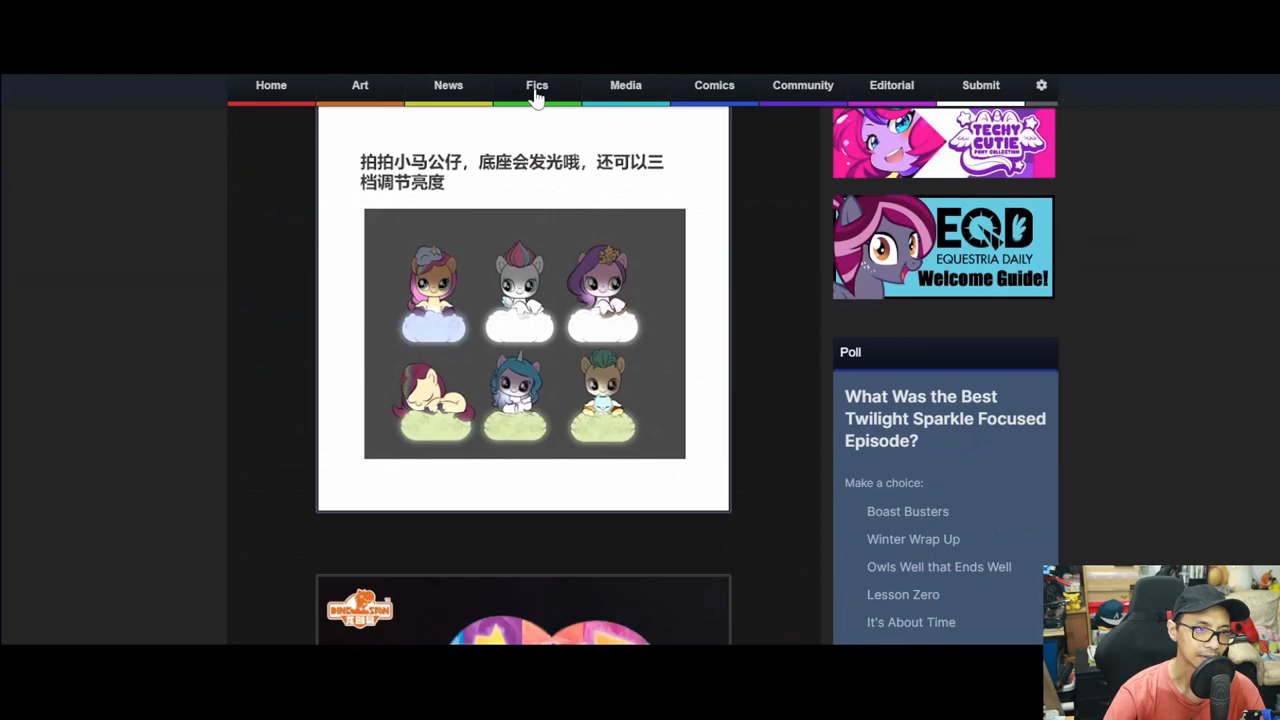 Home Art News Fics Media Comics Community Editorial Submit
拍拍小马公仔，底座会发光哦，还可以三
档调节亮度
TECHY
CUTIE
PONY COLLECTION
EQD
EQUESTRIA DAILY
Welcome Guide!
Poll
What Was the Best
Twilight Sparkle Focused
Episode?
Make a choice:
Boast Busters
Winter Wrap Up
Owls Well that Ends Well
Lesson Zero
It's About Time